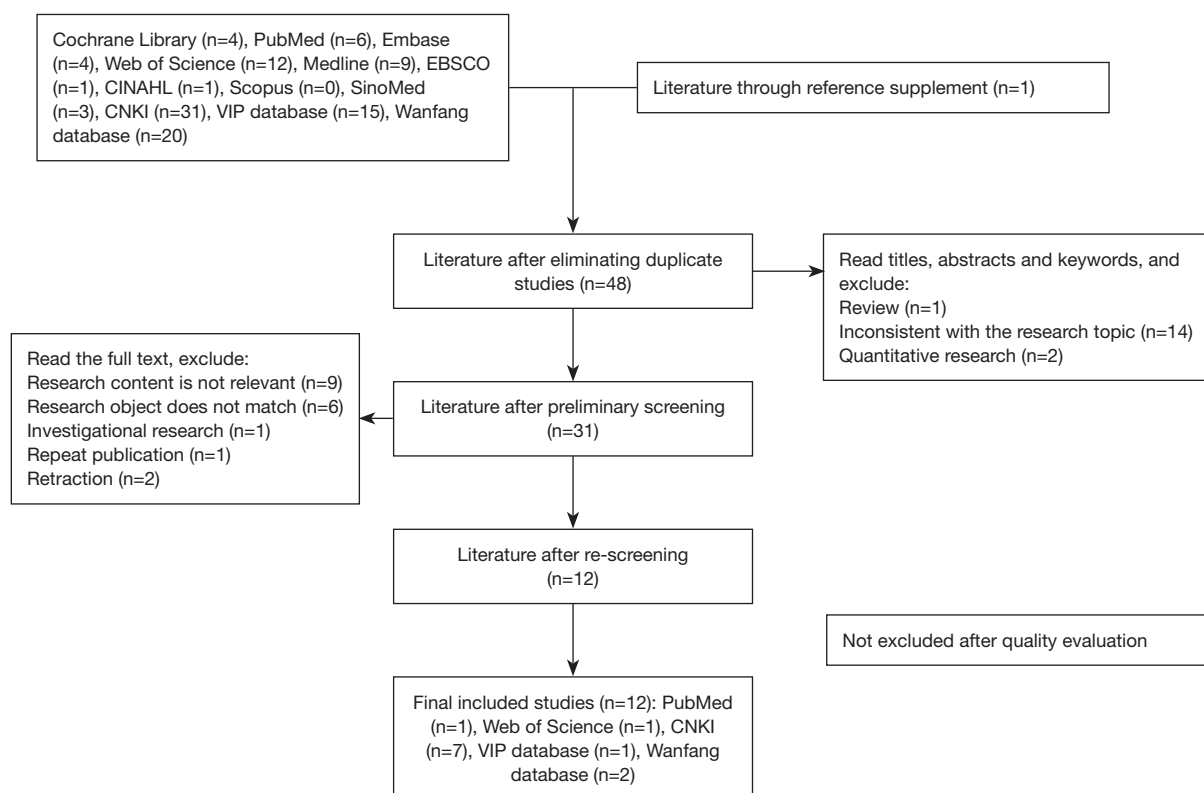 Cochrane Library (n=4), PubMed (n=6), Embase
(n=4), Web of Science (n=12), Medline (n=9), EBSCO
(n=1), CINAHL (n=1), Scopus (n=0), SinoMed
(n=3), CNKI (n=31), VIP database (n=15), Wanfang
database (n=20)
Literature through reference supplement (n=1)
Literature after eliminating duplicate
studies (n=48)
Read titles, abstracts and keywords, and
exclude:
Review (n=1)
Inconsistent with the research topic (n=14)
Quantitative research (n=2)
Read the full text, exclude:
Research content is not relevant (n=9)
Research object does not match (n=6)
Investigational research (n=1)
Repeat publication (n=1)
Retraction (n=2)
Literature after preliminary screening
(n=31)
Literature after re-screening
(n=12)
Not excluded after quality evaluation
Final included studies (n=12): PubMed
(n=1), Web of Science (n=1), CNKI
(n=7), VIP database (n=1), Wanfang
database (n=2)